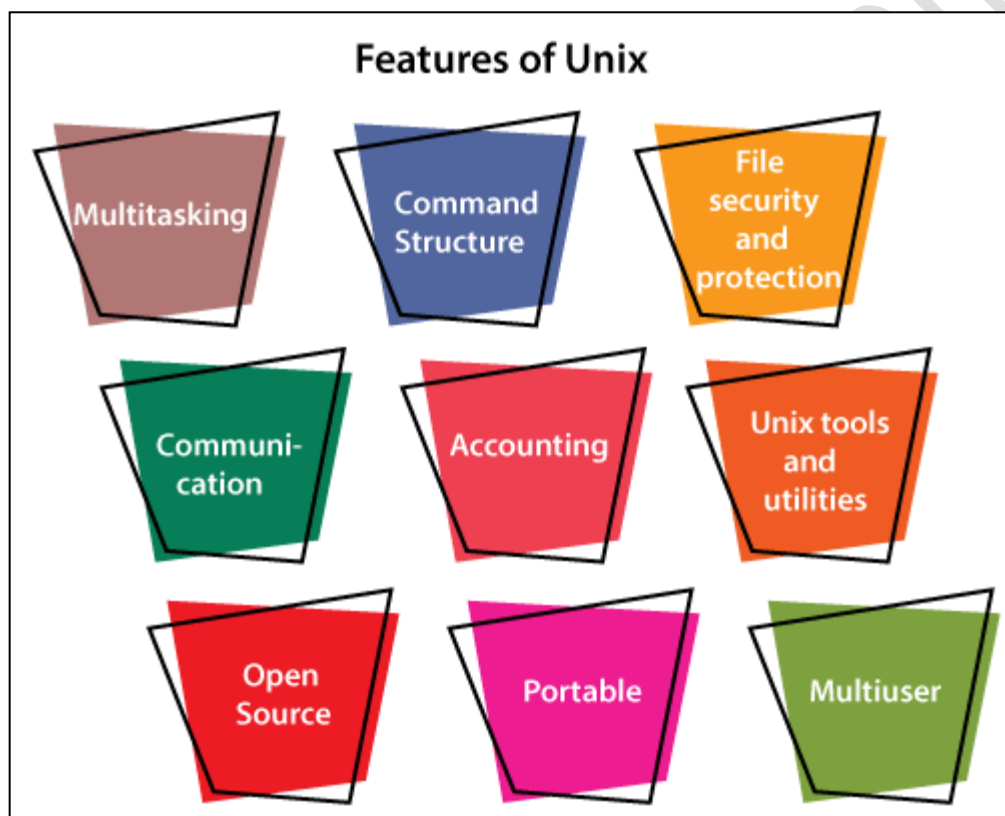 Features of Unix
Multitasking
Command
Structure
File
security
and
protection
Communi-
cation
Accounting
Unix tools
and
utilities
Open
Source
Portable
Multiuser